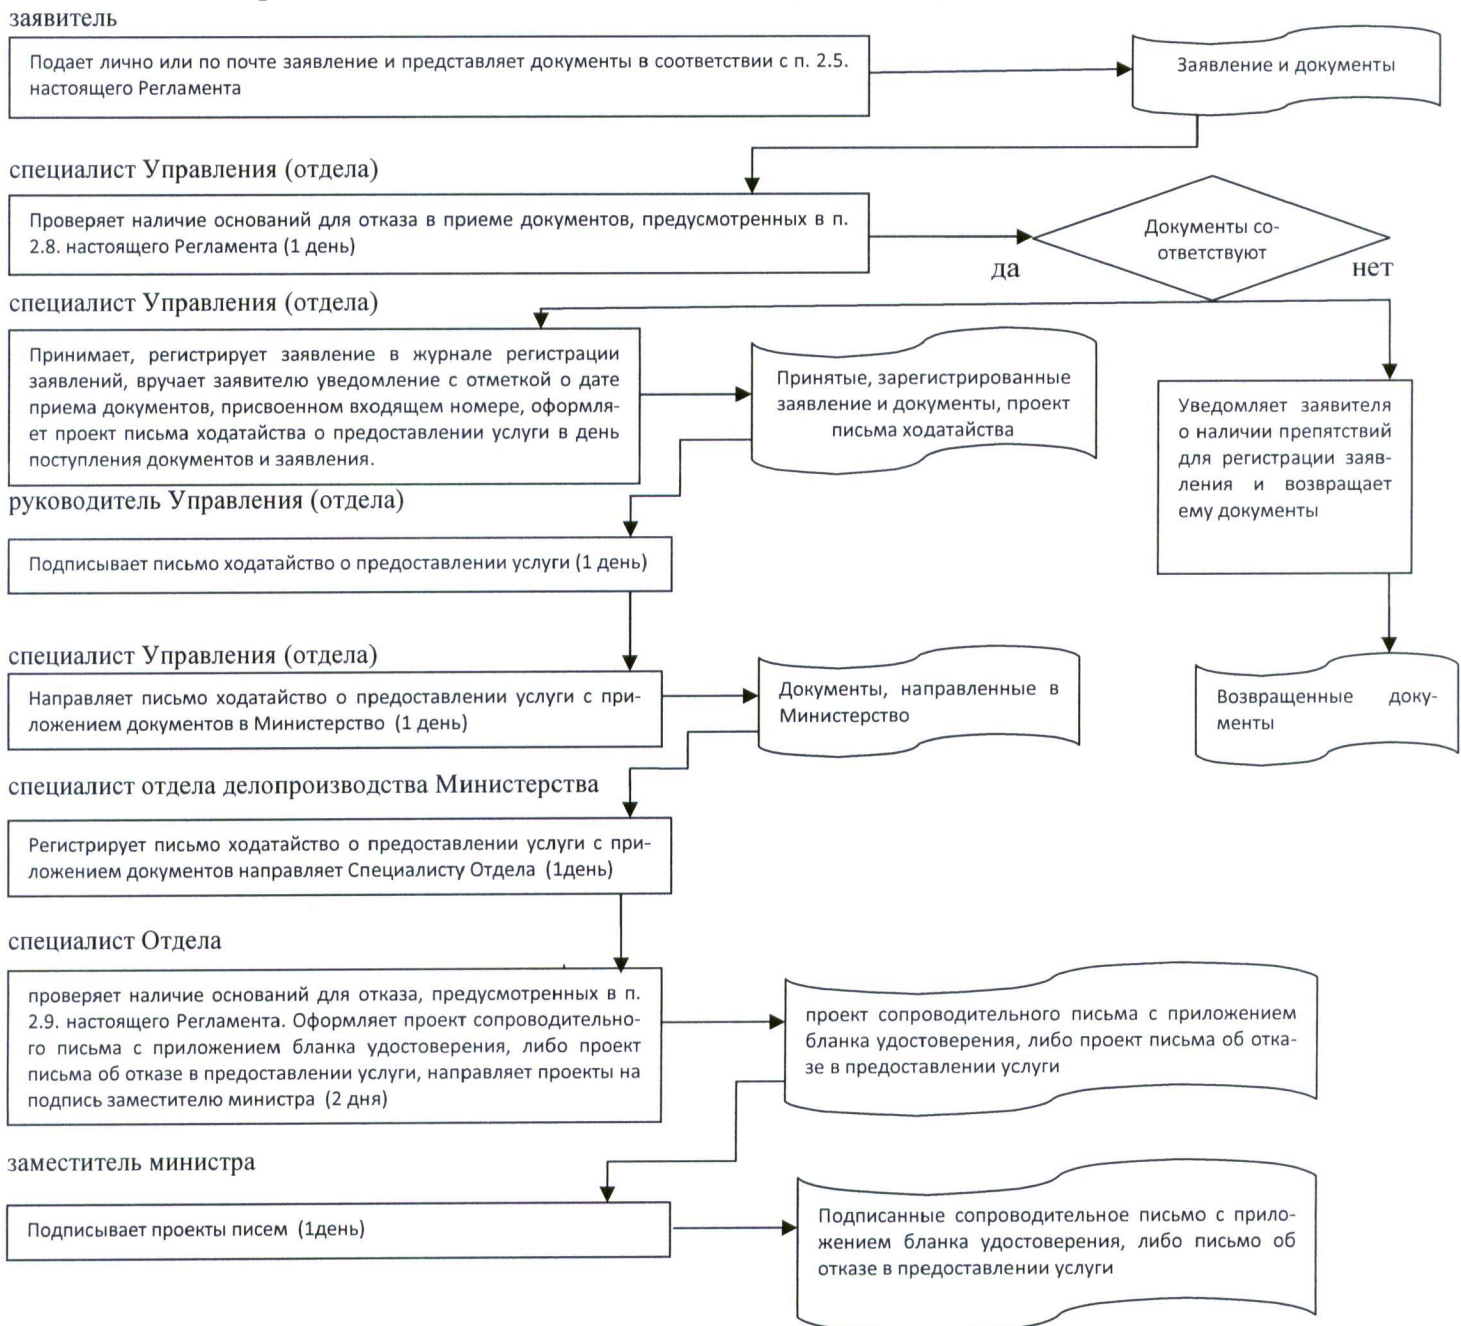 заявитель
Подает лично или по почте заявление и представляет документы в соответствии с п. 2.5.
настоящего Регламента
Заявление и документы
специалист Управления (отдела)
Проверяет наличие оснований для отказа в приеме документов, предусмотренных в п.
2.8. настоящего Регламента (1 день)
Документы со-
ответствуют
да
нет
специалист Управления (отдела)
Принимает, регистрирует заявление в журнале регистрации
заявлений, вручает заявителю уведомление с отметкой о дате
приема документов, присвоенном входящем номере, оформля-
ет проект письма ходатайства о предоставлении услуги в день
поступления документов и заявления.
Принятые, зарегистрированные
заявление и документы, проект
письма ходатайства
Уведомляет заявителя
о наличии препятствий
для регистрации заяв-
ления и возвращает
ему документы
руководитель Управления (отдела)
Подписывает письмо ходатайство о предоставлении услуги (1 день)
специалист Управления (отдела)
Направляет письмо ходатайство о предоставлении услуги с при-
ложением документов в Министерство (1 день)
Документы, направленные в
Министерство
Возвращенные доку-
менты
специалист отдела делопроизводства Министерства
Регистрирует письмо ходатайство о предоставлении услуги с при-
ложением документов направляет Специалисту Отдела (1день)
специалист Отдела
проверяет наличие оснований для отказа, предусмотренных в п.
2.9. настоящего Регламента. Оформляет проект сопроводительно-
го письма с приложением бланка удостоверения, либо проект
письма об отказе в предоставлении услуги, направляет проекты на
подпись заместителю министра (2 дня)
проект сопроводительного письма с приложением
бланка удостоверения, либо проект письма об отка-
зе в предоставлении услуги
заместитель министра
Подписывает проекты писем (1день)
Подписанные сопроводительное письмо с прило-
жением бланка удостоверения, либо письмо об
отказе в предоставлении услуги